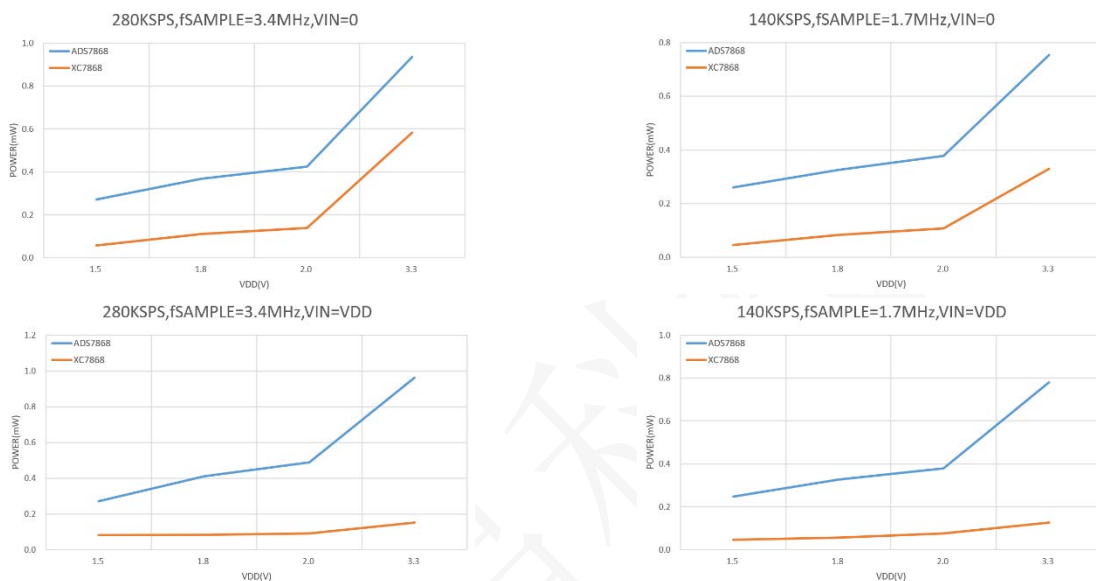 280KSPS,fSAMPLE=3.4MHz,VIN=0
1.0
0.8
0.6
0.4
0.2
0.0
POWER(mW)
ADS7868
XC7868
1.5 1.8 2.0 3.3
VDD(V)
140KSPS,fSAMPLE=1.7MHz,VIN=0
0.8
0.6
0.4
0.2
0.0
POWER(mW)
ADS7868
XC7868
1.5 1.8 2.0 3.3
VDD(V)
280KSPS,fSAMPLE=3.4MHz,VIN=VDD
1.2
1.0
0.8
0.6
0.4
0.2
0.0
POWER(mW)
ADS7868
XC7868
1.5 1.8 2.0 3.3
VDD(V)
140KSPS,fSAMPLE=1.7MHz,VIN=VDD
1.0
0.8
0.6
0.4
0.2
0.0
POWER(mW)
ADS7868
XC7868
1.5 1.8 2.0 3.3
VDD(V)